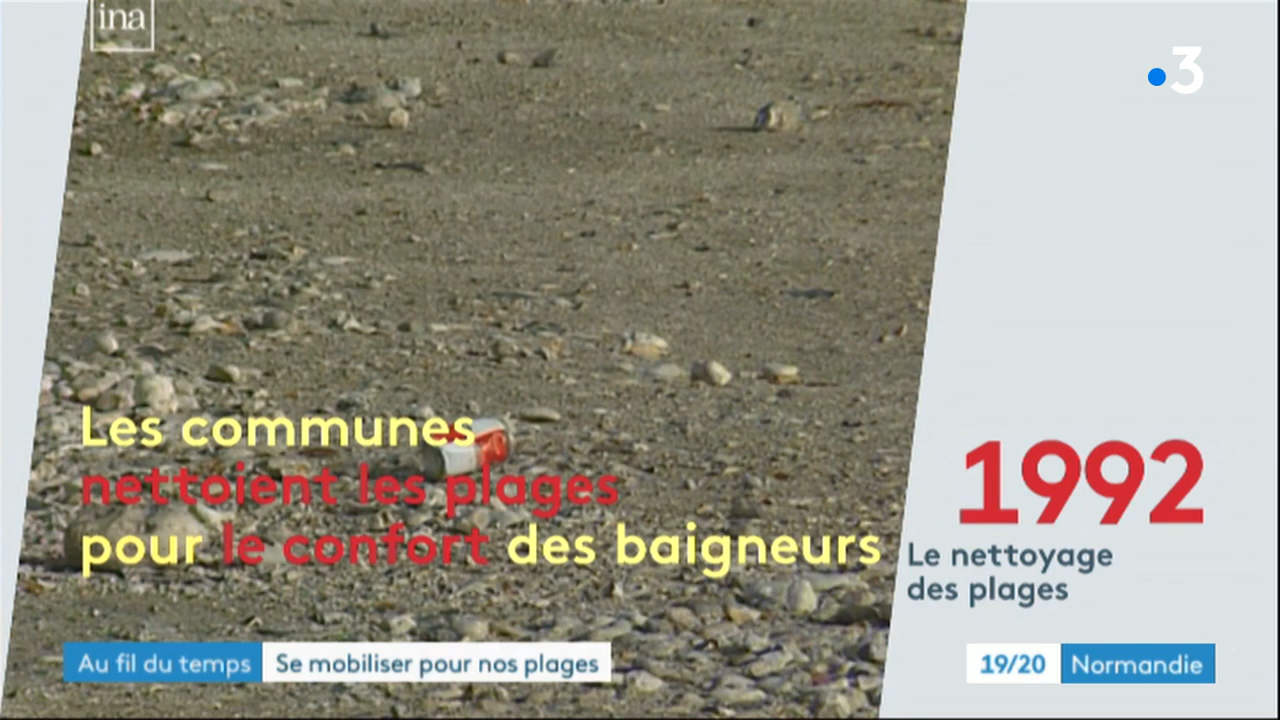 ina
3
Les communes
nettoient les plages
pour le confort des baigneurs
1992
Le nettoyage
des plages
Au fil du temps Se mobiliser pour nos plages
19/20 Normandie